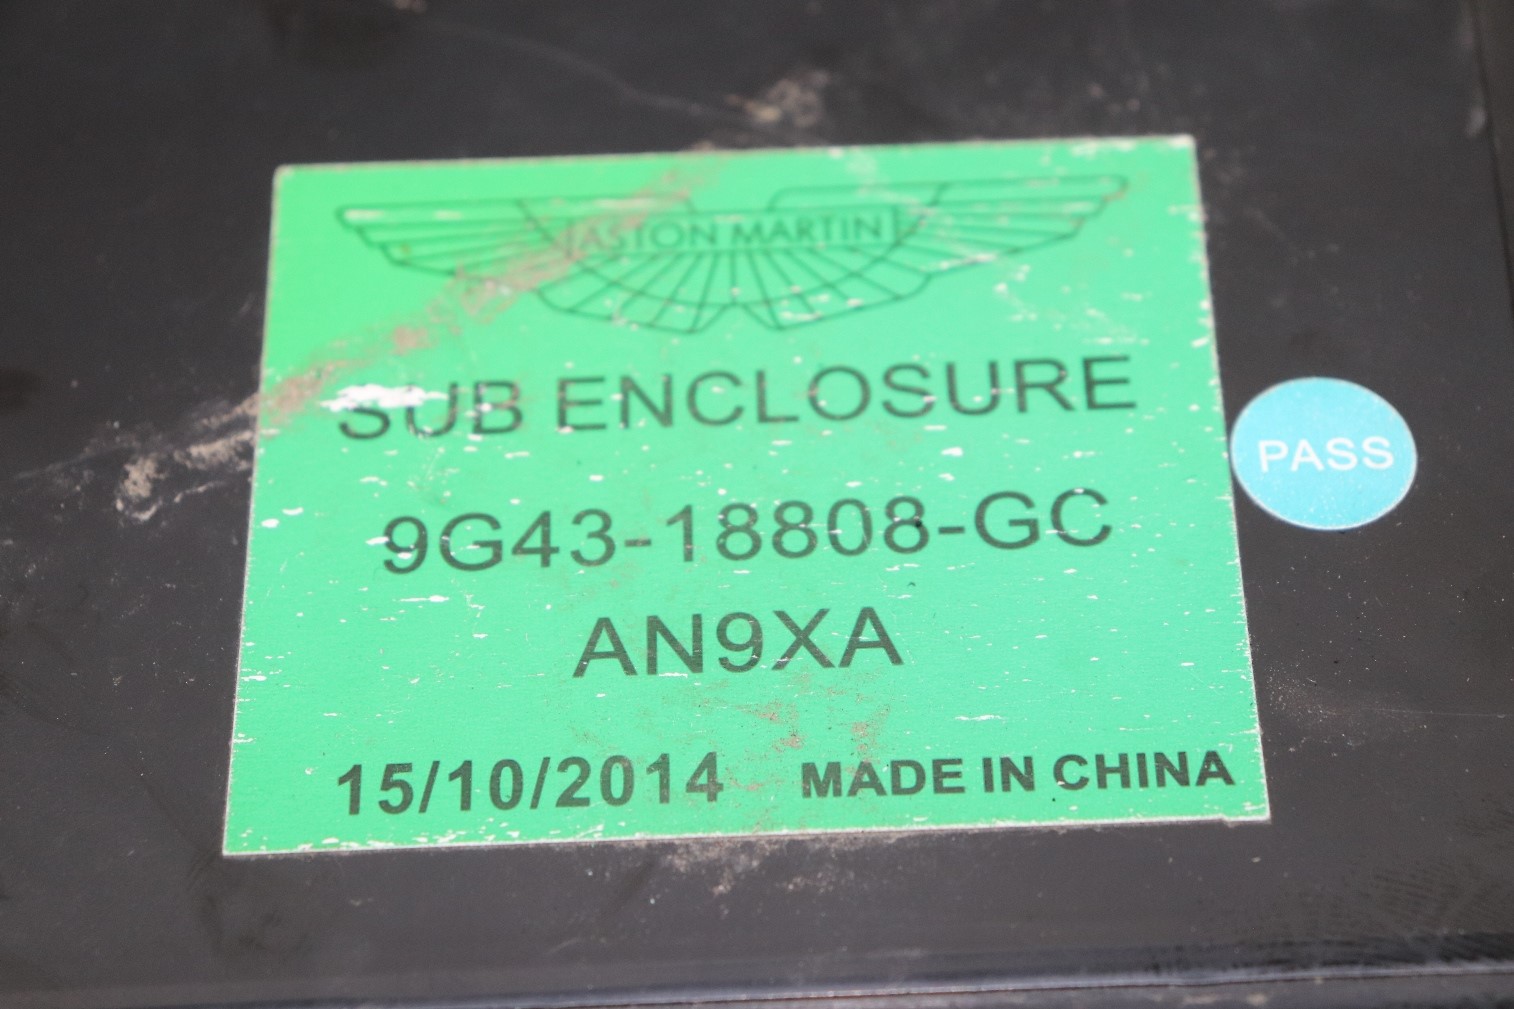 ASTON MARTIN
SUB ENCLOSURE
PASS
9G43-18808-GC
AN9XA
15/10/2014 MADE IN CHINA